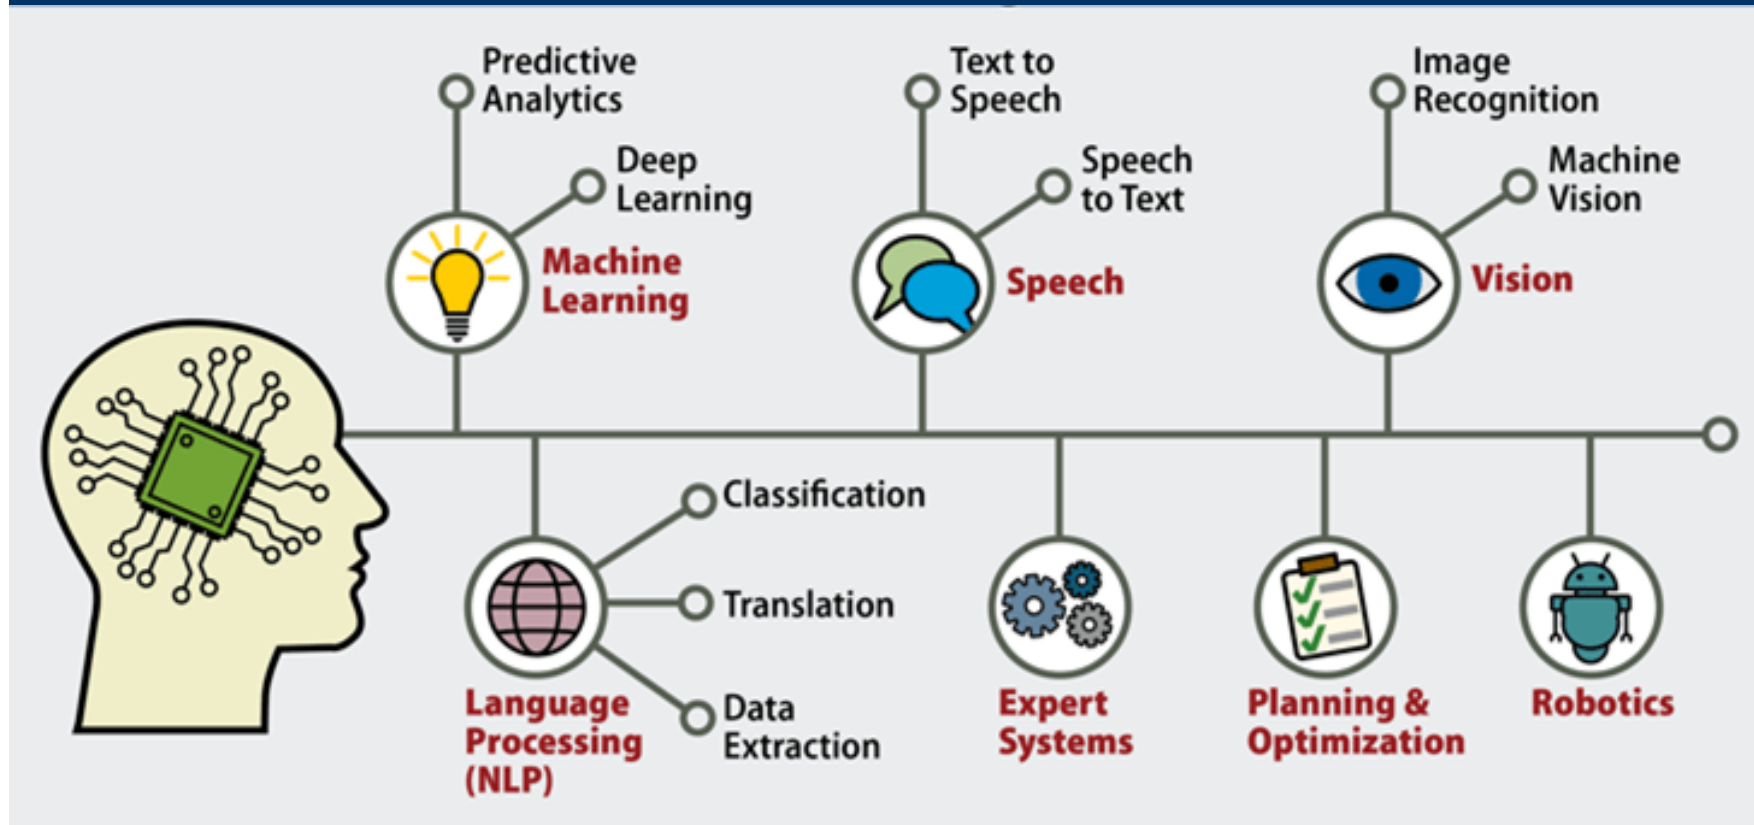 Predictive
Analytics
Deep
Learning
Machine
Learning
Text to
Speech
Speech
to Text
Speech
Image
Recognition
Machine
Vision
Vision
Classification
Translation
Data
Extraction
Language
Processing
(NLP)
Expert
Systems
Planning &
Optimization
Robotics